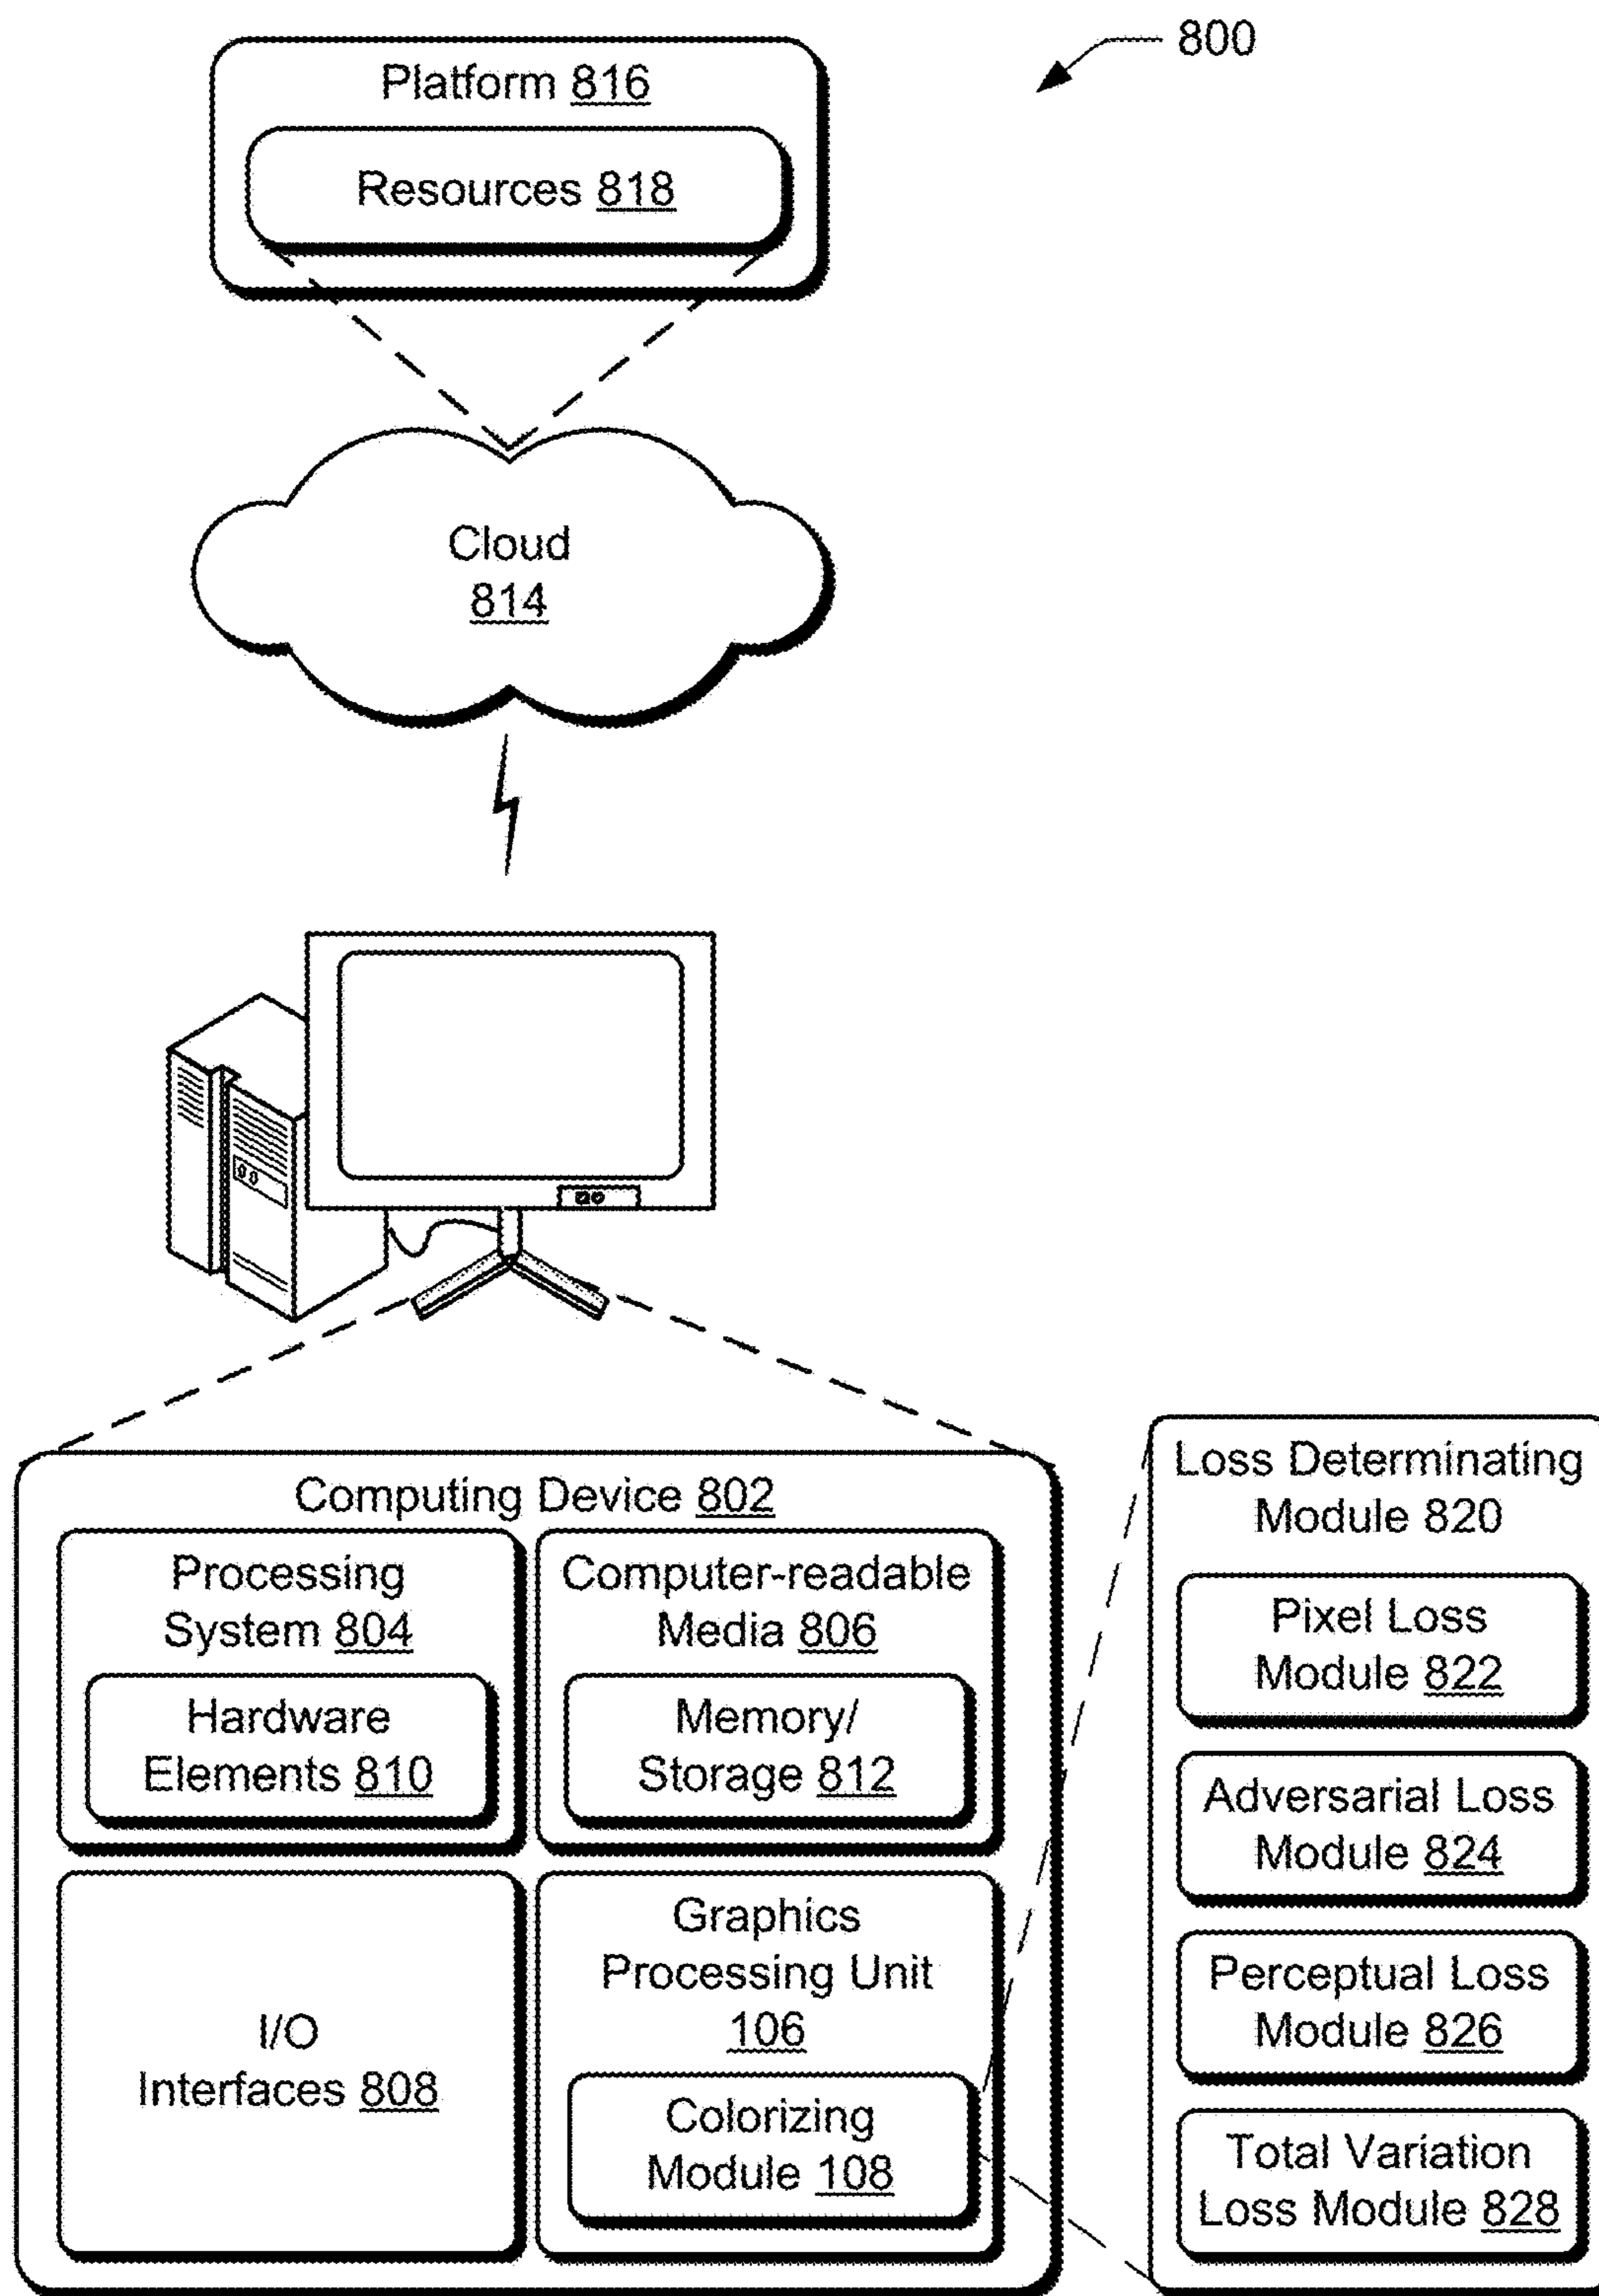 800
Platform 816
Resources 818
Cloud
814
Computing Device 802
Processing
System 804
Hardware
Elements 810
Computer-readable
Media 806
Memory/
Storage 812
I/O
Interfaces 808
Graphics
Processing Unit
106
Colorizing
Module 108
Loss Determinating
Module 820
Pixel Loss
Module 822
Adversarial Loss
Module 824
Perceptual Loss
Module 826
Total Variation
Loss Module 828